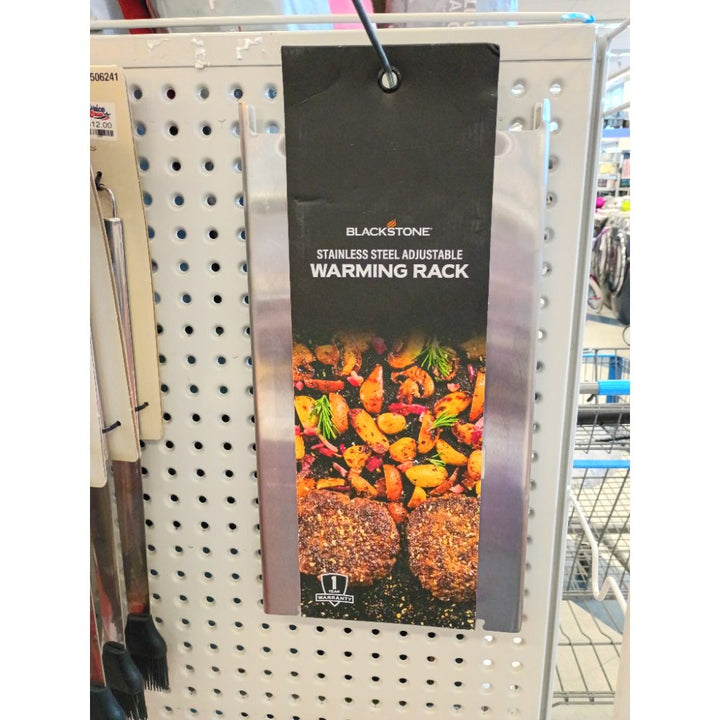 506241
$12.00
BLACKSTONE®
STAINLESS STEEL ADJUSTABLE
WARMING RACK
1
YEAR
WARRANTY